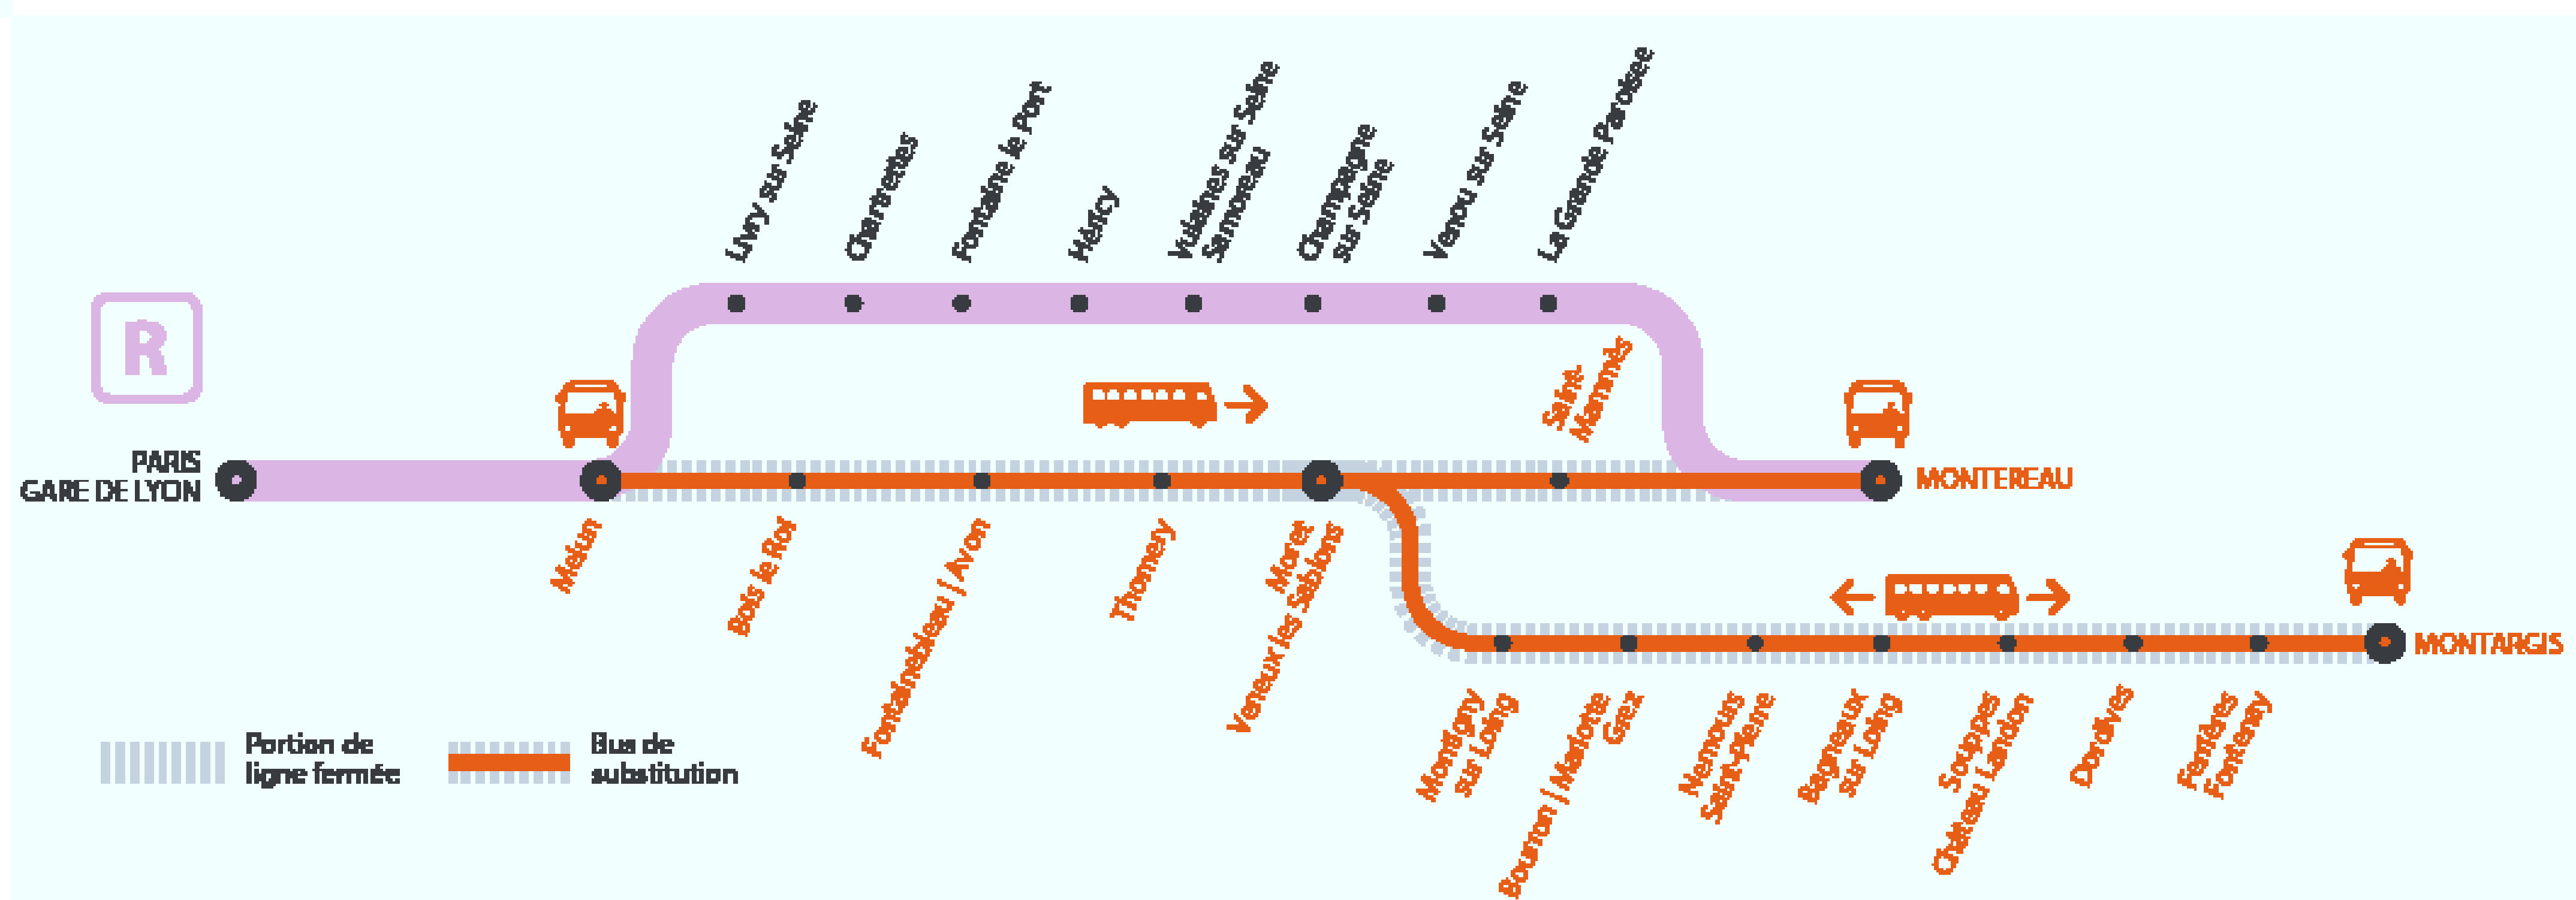 Livry sur Seine
Chartrettes
Fontaine le Port
Héricy
Vulaines sur Seine
Samoreau
Champagne
sur Seine
Vernou sur Seine
La Grande Paroisse
R
PARIS
GARE DE LYON
Saint-
Mammès
MONTEREAU
Melun
Bois le Roi
Fontainebleau | Avon
Thomery
Moret
Veneux les Sablons
MONTARGIS
Montigny
sur Loing
Bourron | Marlotte
Grez
Nemours
Saint-Pierre
Bagneaux
sur Loing
Souppes
Château Landon
Dordives
Ferrières
Fontenay
Portion de
ligne fermée
Bus de
substitution